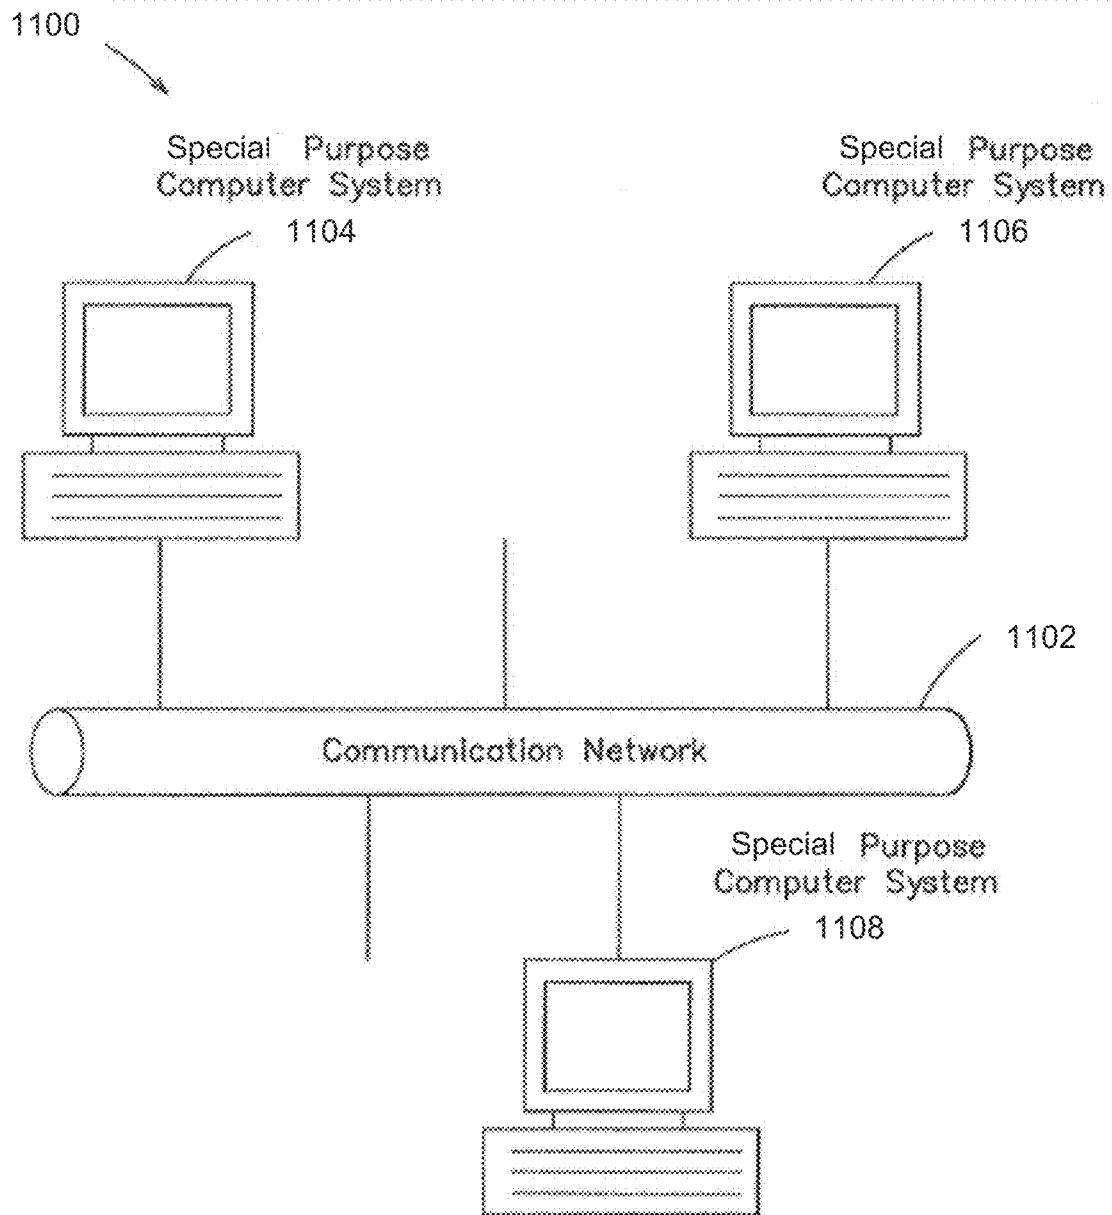 1100
Special Purpose
Computer System
1104
Special Purpose
Computer System
1106
1102
Communication Network
Special Purpose
Computer System
1108